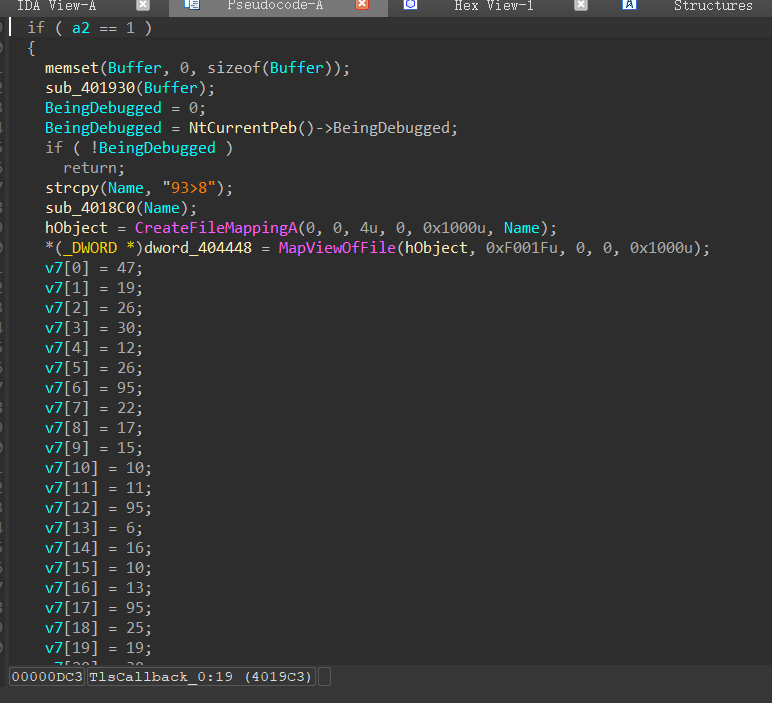 IDA View-A Pseudocode-A Hex View-1 Structures
if ( a2 == 1 )
{
memset(Buffer, 0, sizeof(Buffer));
sub_401930(Buffer);
BeingDebugged = 0;
BeingDebugged = NtCurrentPeb()->BeingDebugged;
if ( !BeingDebugged )
return;
strcpy(Name, "93>8");
sub_4018C0(Name);
hObject = CreateFileMappingA(0, 0, 4u, 0, 0x1000u, Name);
*(_DWORD *)dword_404448 = MapViewOfFile(hObject, 0xF001Fu, 0, 0, 0x1000u);
v7[0] = 47;
v7[1] = 19;
v7[2] = 26;
v7[3] = 30;
v7[4] = 12;
v7[5] = 26;
v7[6] = 95;
v7[7] = 22;
v7[8] = 17;
v7[9] = 15;
v7[10] = 10;
v7[11] = 11;
v7[12] = 95;
v7[13] = 6;
v7[14] = 16;
v7[15] = 10;
v7[16] = 13;
v7[17] = 95;
v7[18] = 25;
v7[19] = 19;
00000DC3 TlsCallback_0:19 (4019C3)